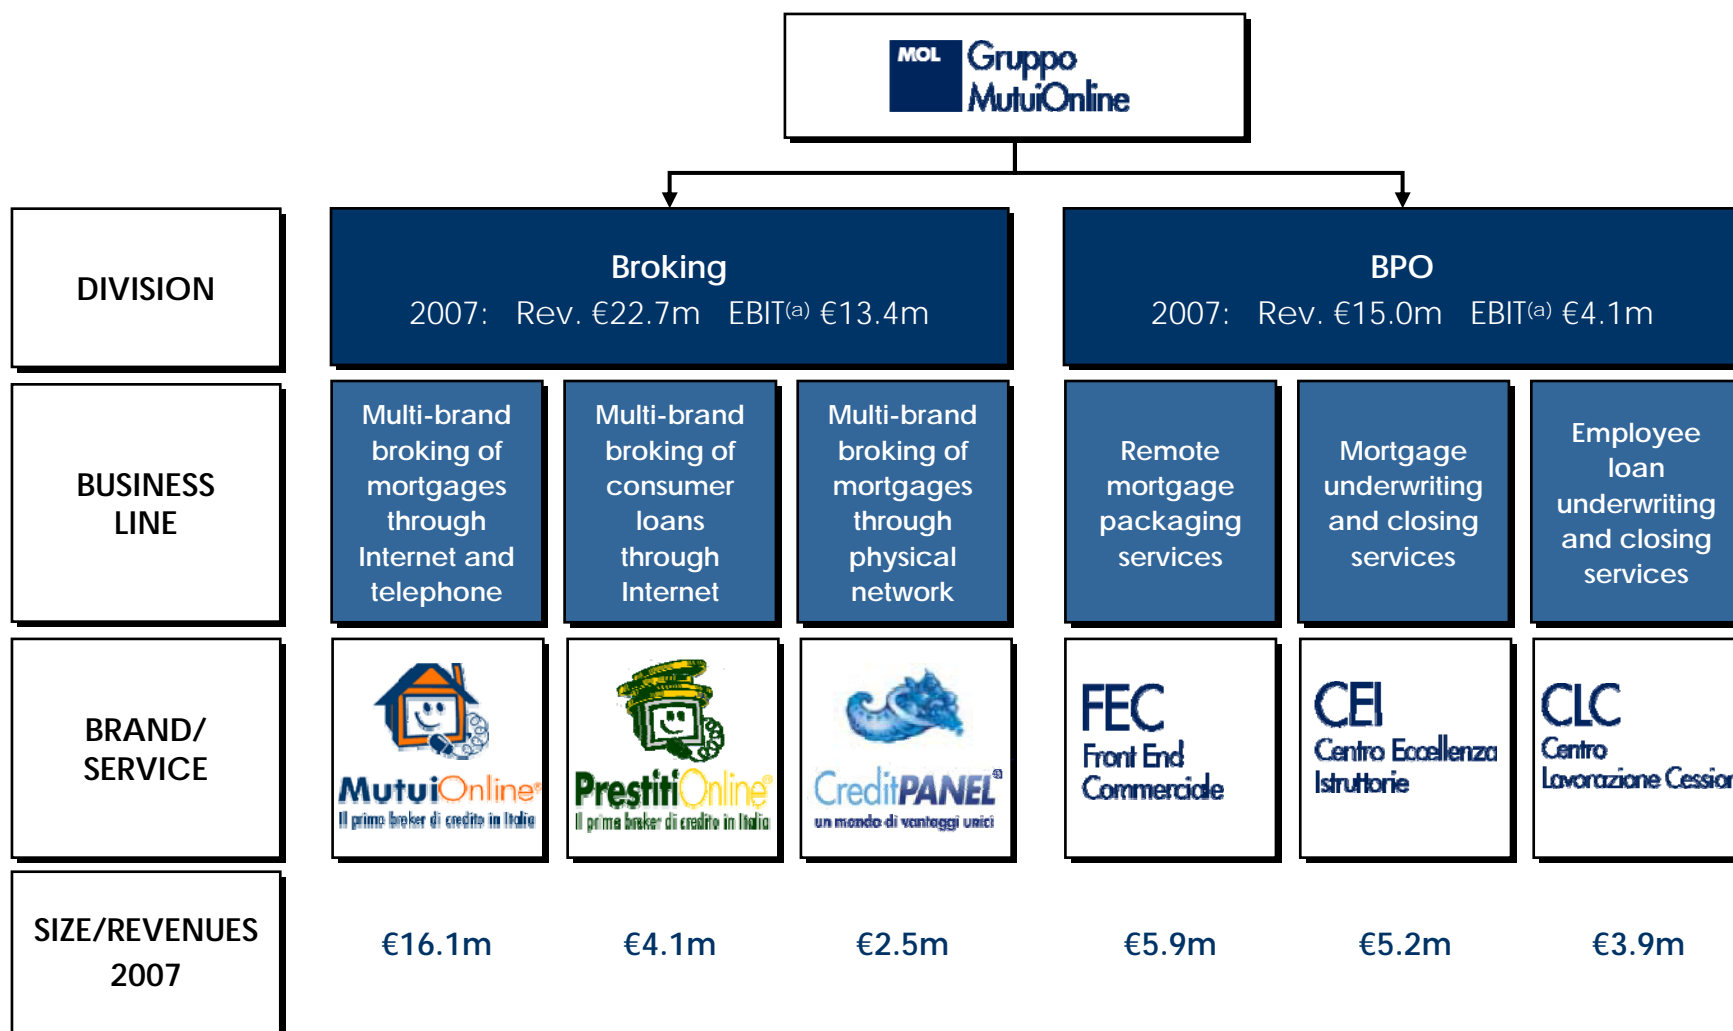 MOL Gruppo
MutuiOnline
DIVISION
Broking
2007: Rev. €22.7m EBIT(a) €13.4m
BPO
2007: Rev. €15.0m EBIT(a) €4.1m
BUSINESS
LINE
Multi-brand
broking of
mortgages
through
Internet and
telephone
Multi-brand
broking of
consumer
loans
through
Internet
Multi-brand
broking of
mortgages
through
physical
network
Remote
mortgage
packaging
services
Mortgage
underwriting
and closing
services
Employee
loan
underwriting
and closing
services
BRAND/
SERVICE
MutuiOnline®
Il primo broker di credito in Italia
PrestitiOnline®
Il primo broker di credito in Italia
CreditPANEL®
un mondo di vantaggi unici
FEC
Front End
Commerciale
CEI
Centro Eccellenza
Istruttorie
CLC
Centro
Lavorazione Cession
SIZE/REVENUES
2007
€16.1m
€4.1m
€2.5m
€5.9m
€5.2m
€3.9m